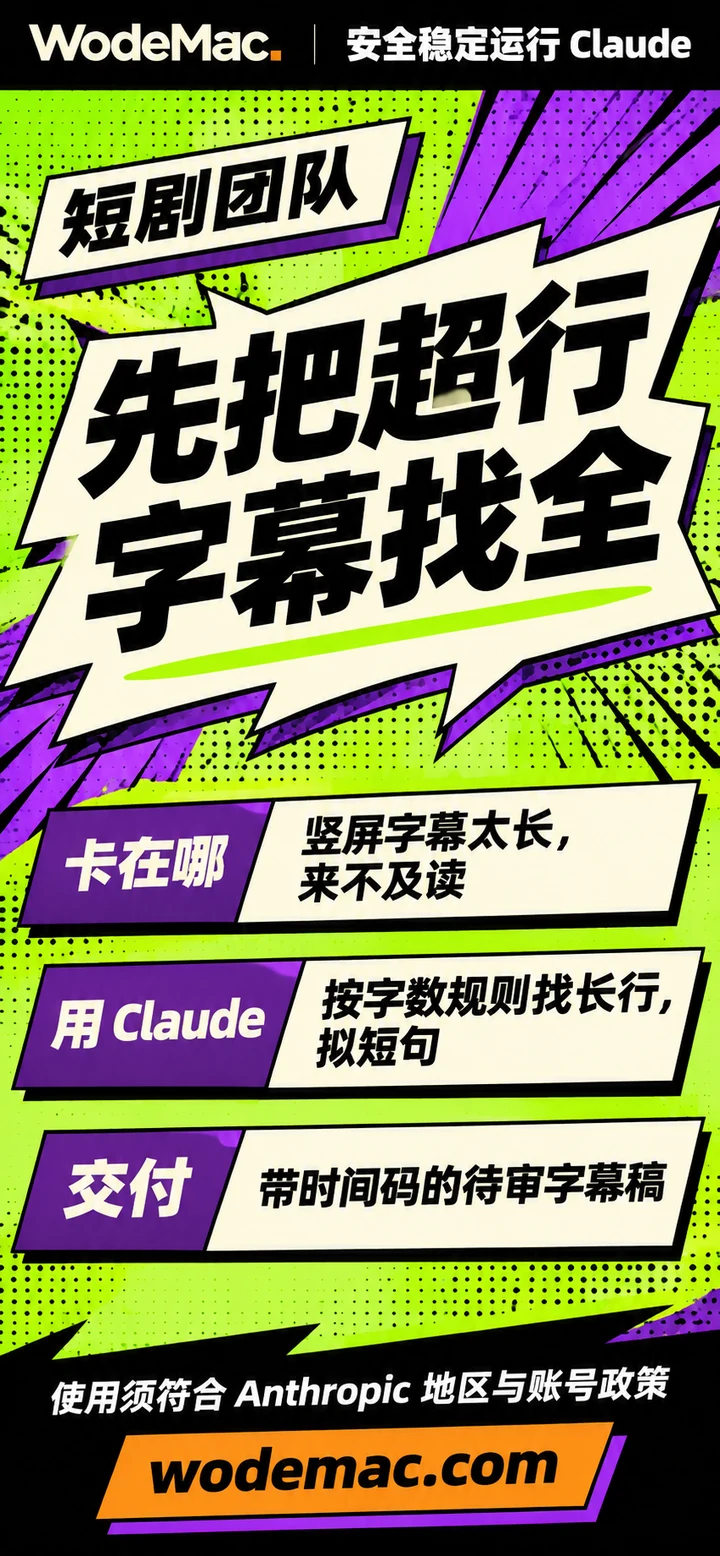 WodeMac.
安全稳定运行 Claude
短剧团队
先把超行
字幕找全
卡在哪
竖屏字幕太长，
来不及读
用 Claude
按字数规则找长行，
拟短句
交付
带时间码的待审字幕稿
使用须符合 Anthropic 地区与账号政策
wodemac.com